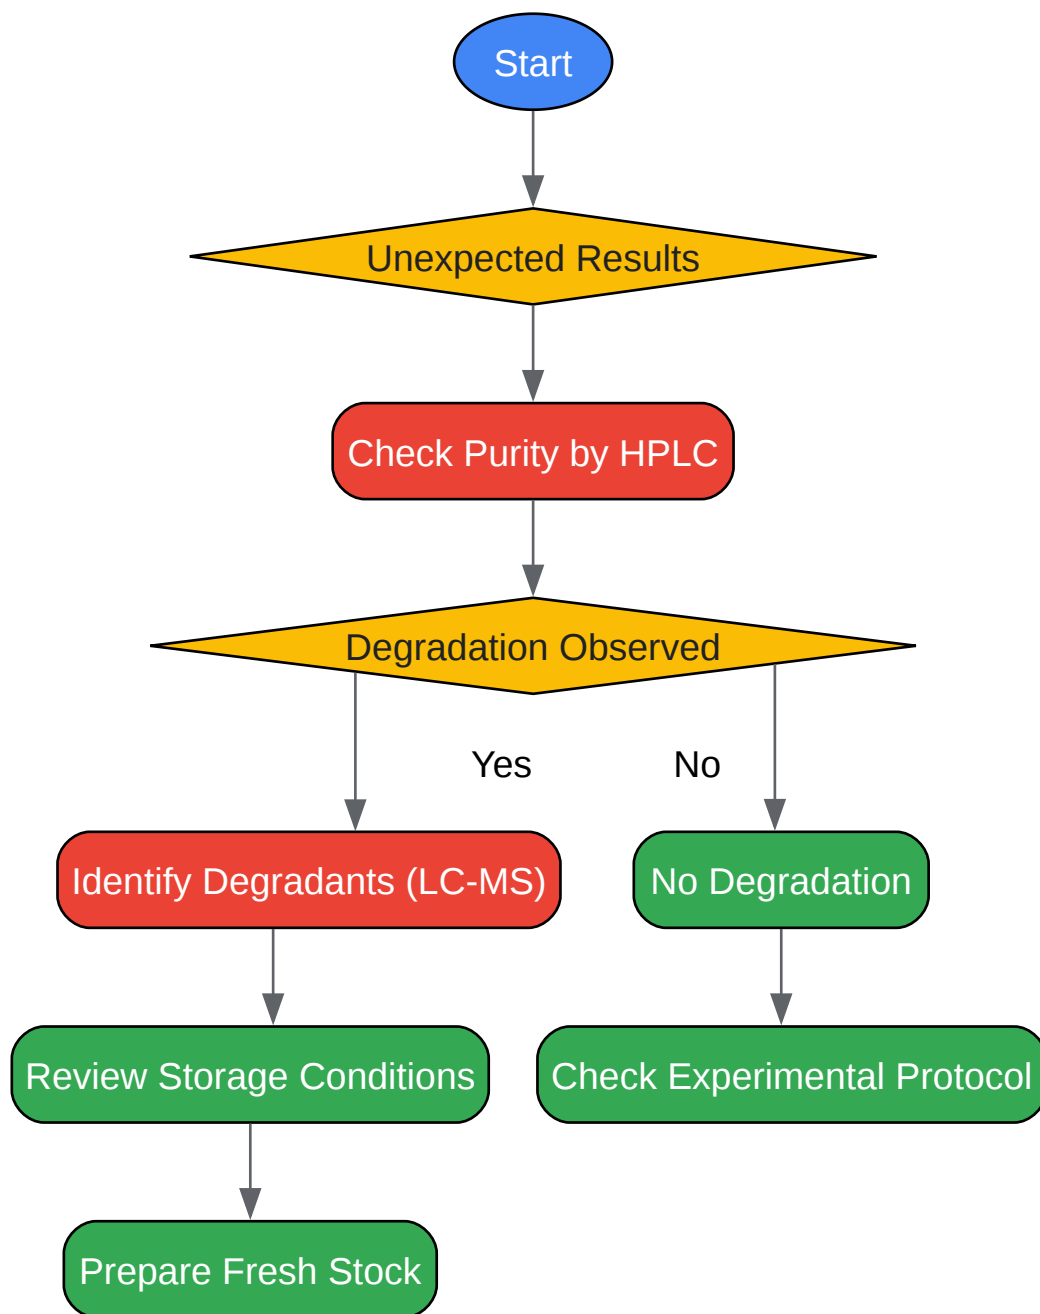 Start
Unexpected Results
Check Purity by HPLC
Degradation Observed
Yes
No
Identify Degradants (LC-MS)
No Degradation
Review Storage Conditions
Check Experimental Protocol
Prepare Fresh Stock